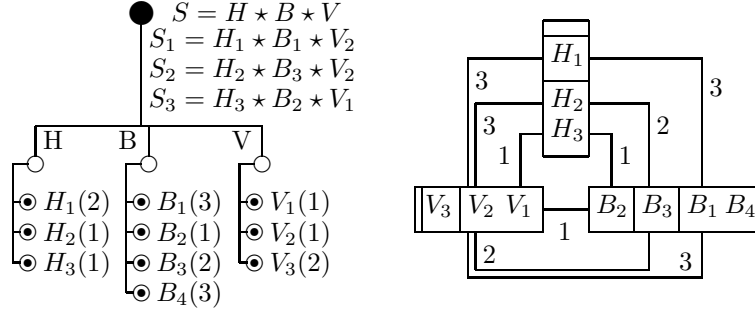 S = H ⋆ B ⋆ V
S₁ = H₁ ⋆ B₁ ⋆ V₂
S₂ = H₂ ⋆ B₃ ⋆ V₂
S₃ = H₃ ⋆ B₂ ⋆ V₁
H B V
H₁(2) B₁(3) V₁(1)
H₂(1) B₂(1) V₂(1)
H₃(1) B₃(2) V₃(2)
B₄(3)
H₁
3 3
H₂
3 2
H₃
1 1
V₃ V₂ V₁ B₂ B₃ B₁ B₄
1
2 3